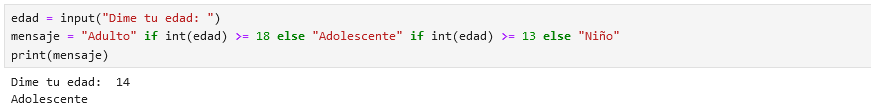 edad = input("Dime tu edad: ")
mensaje = "Adulto" if int(edad) >= 18 else "Adolescente" if int(edad) >= 13 else "Niño"
print(mensaje)
Dime tu edad:  14
Adolescente